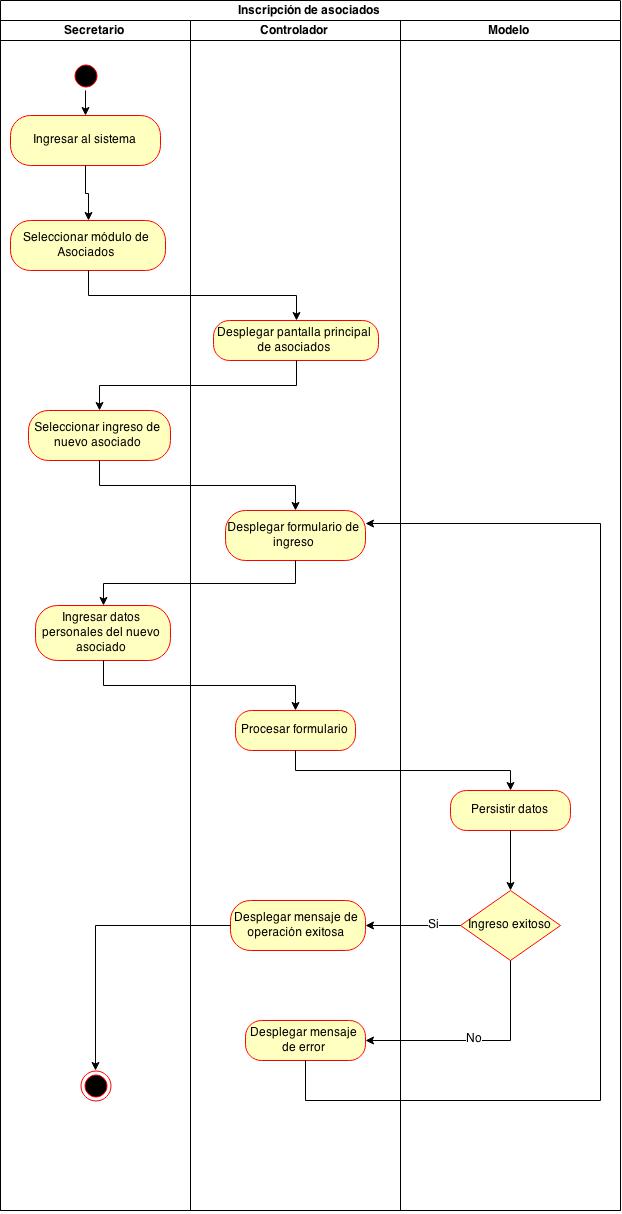 Inscripción de asociados
Secretario
Controlador
Modelo
Ingresar al sistema
Seleccionar módulo de
Asociados
Desplegar pantalla principal
de asociados
Seleccionar ingreso de
nuevo asociado
Desplegar formulario de
ingreso
Ingresar datos
personales del nuevo
asociado
Procesar formulario
Persistir datos
Ingreso exitoso
Si
Desplegar mensaje de
operación exitosa
No
Desplegar mensaje
de error